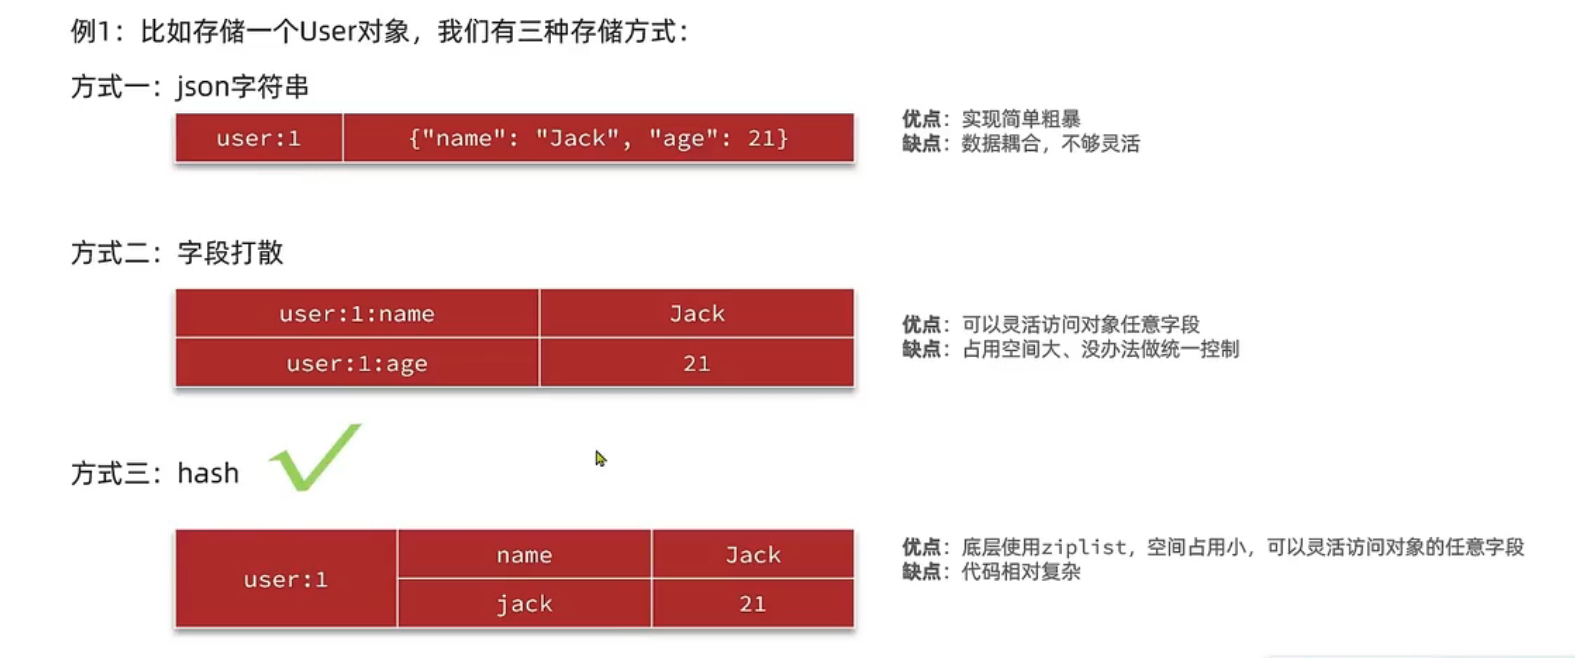 例1：比如存储一个User对象，我们有三种存储方式：
方式一：json字符串
user:1 {"name": "Jack", "age": 21}
优点：实现简单粗暴
缺点：数据耦合，不够灵活
方式二：字段打散
user:1:name Jack
user:1:age 21
优点：可以灵活访问对象任意字段
缺点：占用空间大、没办法做统一控制
方式三：hash
user:1 name Jack
jack 21
优点：底层使用ziplist，空间占用小，可以灵活访问对象的任意字段
缺点：代码相对复杂